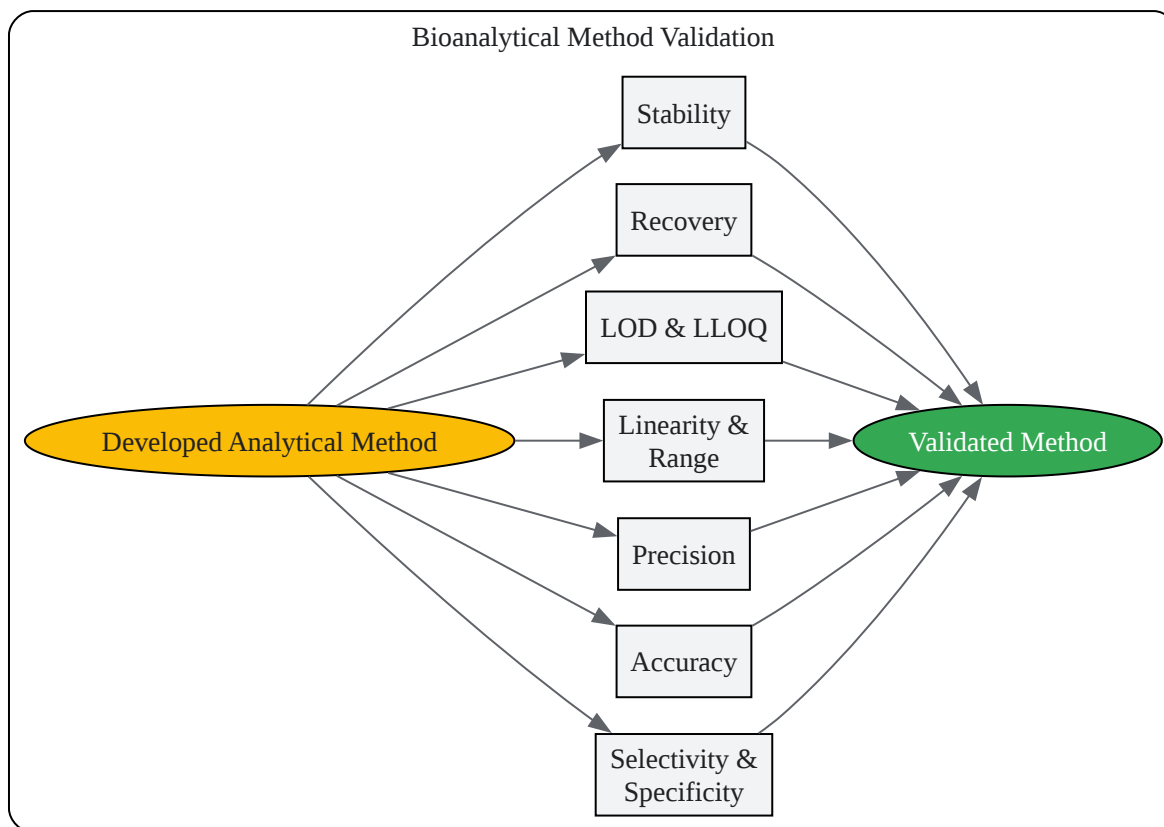 Bioanalytical Method Validation
Stability
Recovery
LOD & LLOQ
Developed Analytical Method
Linearity &
Range
Validated Method
Precision
Accuracy
Selectivity &
Specificity